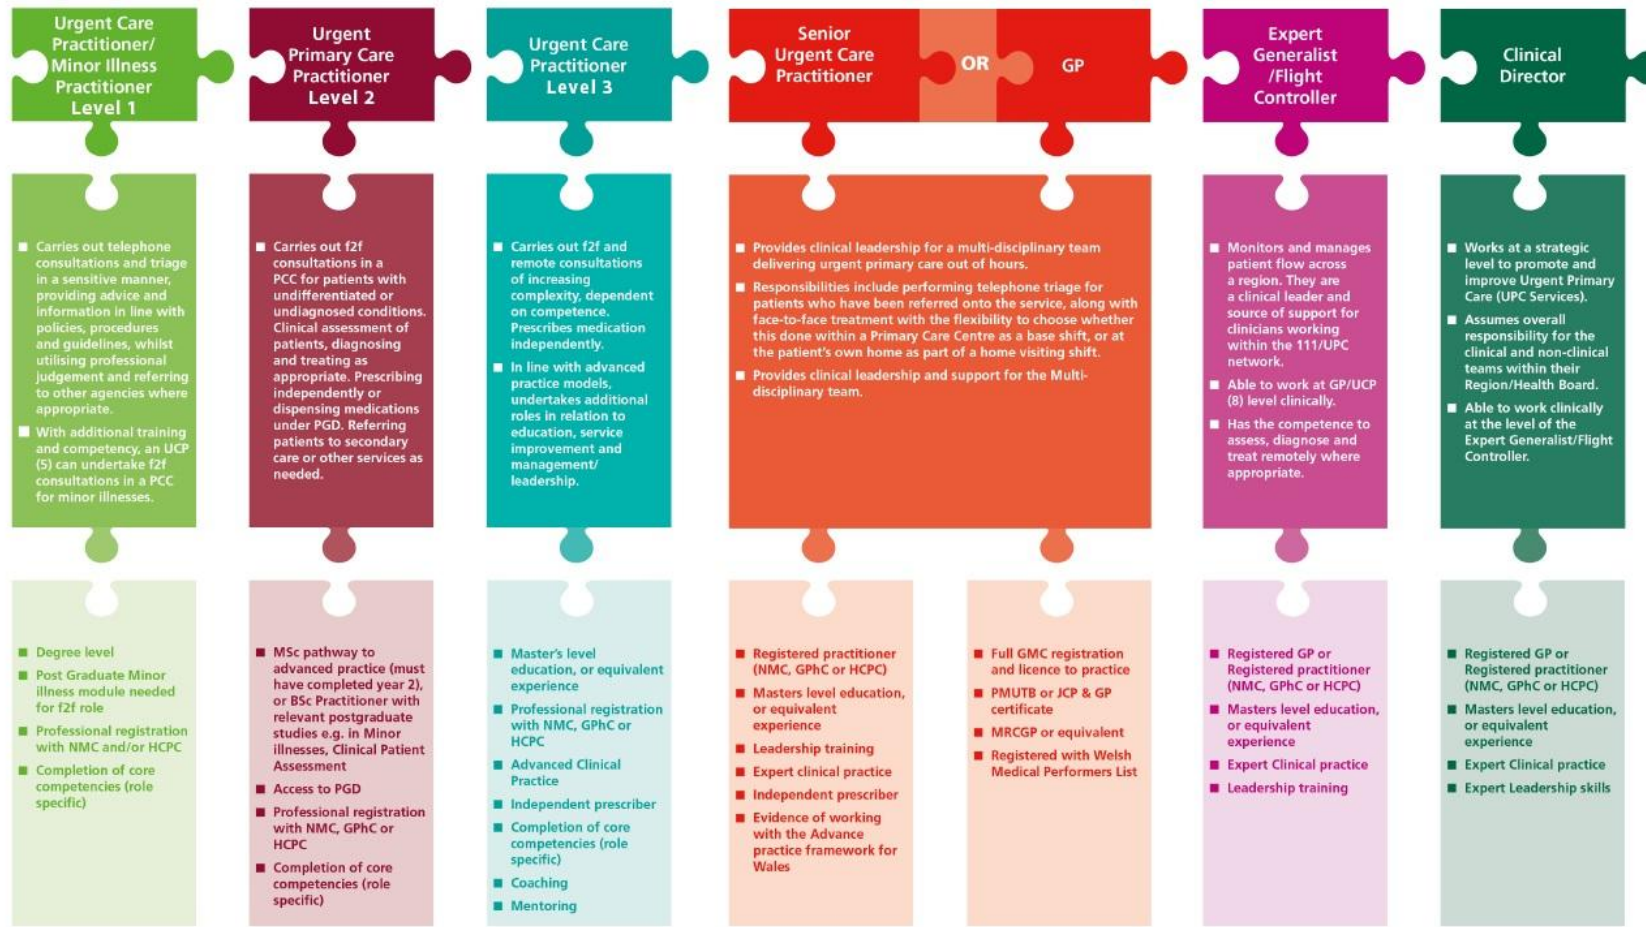 Urgent Care
Practitioner/
Minor Illness
Practitioner
Level 1
Urgent
Primary Care
Practitioner
Level 2
Urgent Care
Practitioner
Level 3
Senior
Urgent Care
Practitioner
OR
GP
Expert
Generalist
/Flight
Controller
Clinical
Director
Carries out telephone
consultations and triage
in a sensitive manner,
providing advice and
information in line with
policies, procedures
and guidelines, whilst
utilising professional
judgement and referring
to other agencies where
appropriate.
With additional training
and competency, an UCP
(5) can undertake f2f
consultations in a PCC
for minor illnesses.
Carries out f2f
consultations in a
PCC for patients with
undifferentiated or
undiagnosed conditions.
Clinical assessment of
patients, diagnosing
and treating as
appropriate. Prescribing
independently or
dispensing medications
under PGD. Referring
patients to secondary
care or other services as
needed.
Carries out f2f and
remote consultations
of increasing
complexity, dependent
on competence.
Prescribes medication
independently.
In line with advanced
practice models,
undertakes additional
roles in relation to
education, service
improvement and
management/
leadership.
Provides clinical leadership for a multi-disciplinary team
delivering urgent primary care out of hours.
Responsibilities include performing telephone triage for
patients who have been referred onto the service, along with
face-to-face treatment with the flexibility to choose whether
this done within a Primary Care Centre as a base shift, or at
the patient's own home as part of a home visiting shift.
Provides clinical leadership and support for the Multi-
disciplinary team.
Monitors and manages
patient flow across
a region. They are
a clinical leader and
source of support for
clinicians working
within the 111/UPC
network.
Able to work at GP/UCP
(8) level clinically.
Has the competence to
assess, diagnose and
treat remotely where
appropriate.
Works at a strategic
level to promote and
improve Urgent Primary
Care (UPC Services).
Assumes overall
responsibility for the
clinical and non-clinical
teams within their
Region/Health Board.
Able to work clinically
at the level of the
Expert Generalist/Flight
Controller.
Degree level
Post Graduate Minor
illness module needed
for f2f role
Professional registration
with NMC and/or HCPC
Completion of core
competencies (role
specific)
MSc pathway to
advanced practice (must
have completed year 2),
or BSc Practitioner with
relevant postgraduate
studies e.g. in Minor
illnesses, Clinical Patient
Assessment
Access to PGD
Professional registration
with NMC, GPhC or
HCPC
Completion of core
competencies (role
specific)
Master's level
education, or equivalent
experience
Professional registration
with NMC, GPhC or
HCPC
Advanced Clinical
Practice
Independent prescriber
Completion of core
competencies (role
specific)
Coaching
Mentoring
Registered practitioner
(NMC, GPhC or HCPC)
Masters level education,
or equivalent
experience
Leadership training
Expert clinical practice
Independent prescriber
Evidence of working
with the Advance
practice framework for
Wales
Full GMC registration
and licence to practice
PMUTB or JCP & GP
certificate
MRCGP or equivalent
Registered with Welsh
Medical Performers List
Registered GP or
Registered practitioner
(NMC, GPhC or HCPC)
Masters level education,
or equivalent
experience
Expert Clinical practice
Leadership training
Registered GP or
Registered practitioner
(NMC, GPhC or HCPC)
Masters level education,
or equivalent
experience
Expert Clinical practice
Expert Leadership skills